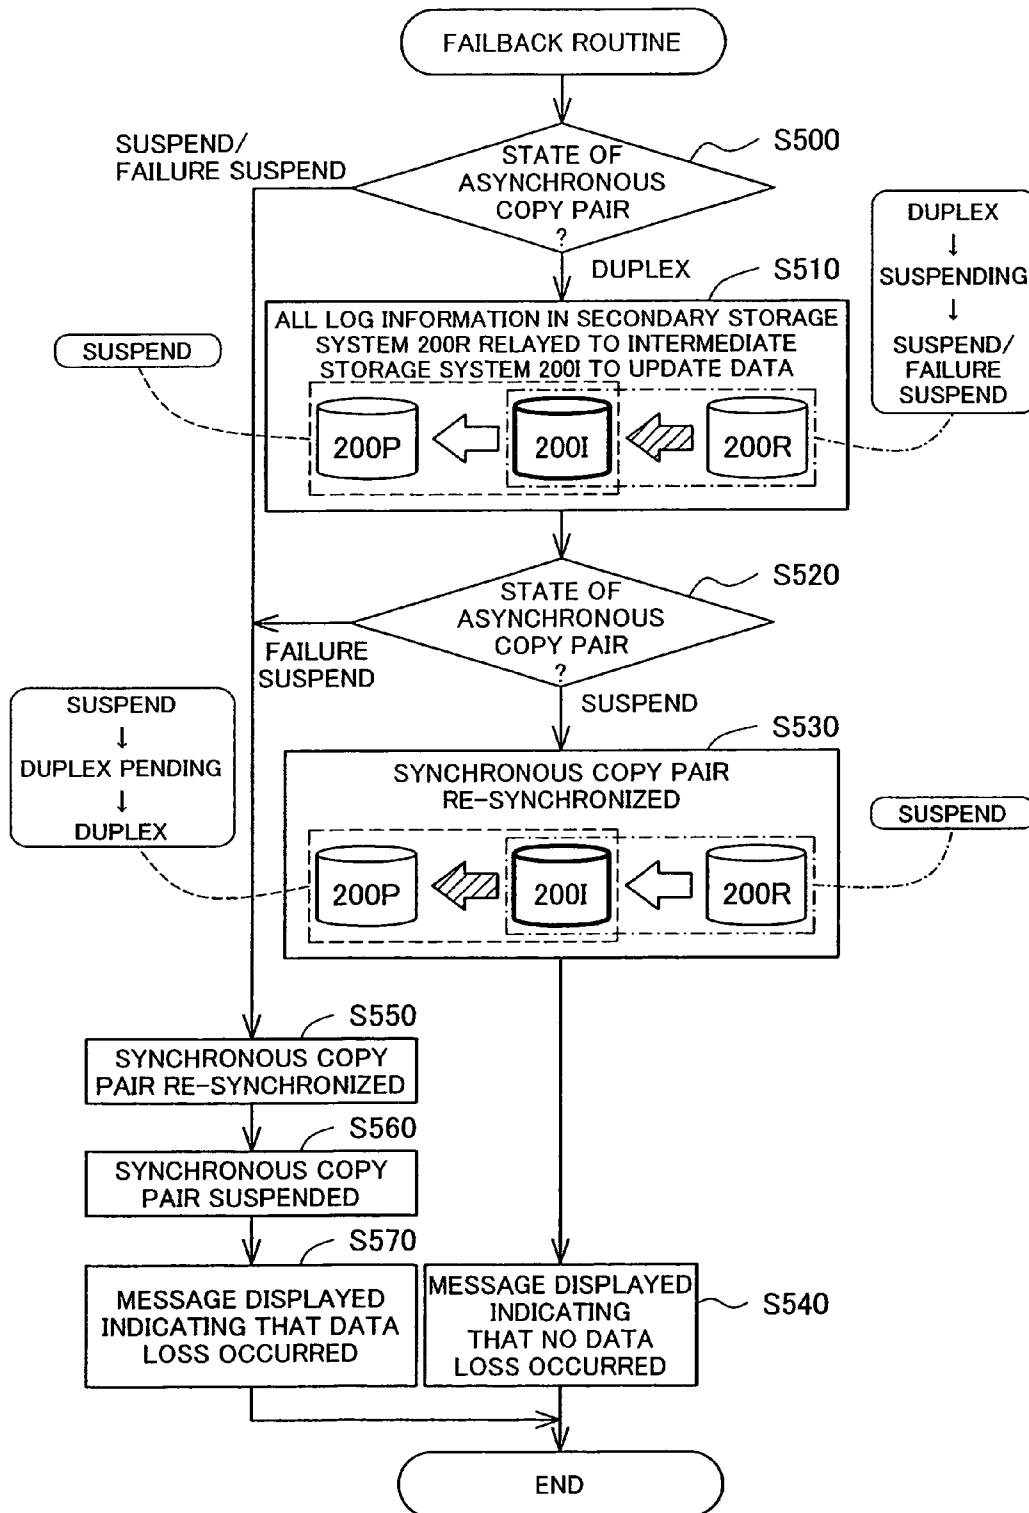 FAILBACK ROUTINE
SUSPEND/
FAILURE SUSPEND
STATE OF
ASYNCHRONOUS
COPY PAIR
?
S500
DUPLEX
DUPLEX
↓
SUSPENDING
↓
SUSPEND/
FAILURE
SUSPEND
S510
ALL LOG INFORMATION IN SECONDARY STORAGE
SYSTEM 200R RELAYED TO INTERMEDIATE
STORAGE SYSTEM 200I TO UPDATE DATA
SUSPEND
200P
200I
200R
STATE OF
ASYNCHRONOUS
COPY PAIR
?
S520
FAILURE
SUSPEND
SUSPEND
SUSPEND
↓
DUPLEX PENDING
↓
DUPLEX
S530
SYNCHRONOUS COPY PAIR
RE-SYNCHRONIZED
SUSPEND
200P
200I
200R
S550
SYNCHRONOUS COPY
PAIR RE-SYNCHRONIZED
S560
SYNCHRONOUS COPY
PAIR SUSPENDED
S570
MESSAGE DISPLAYED
INDICATING THAT DATA
LOSS OCCURRED
MESSAGE DISPLAYED
INDICATING
THAT NO DATA
LOSS OCCURRED
S540
END